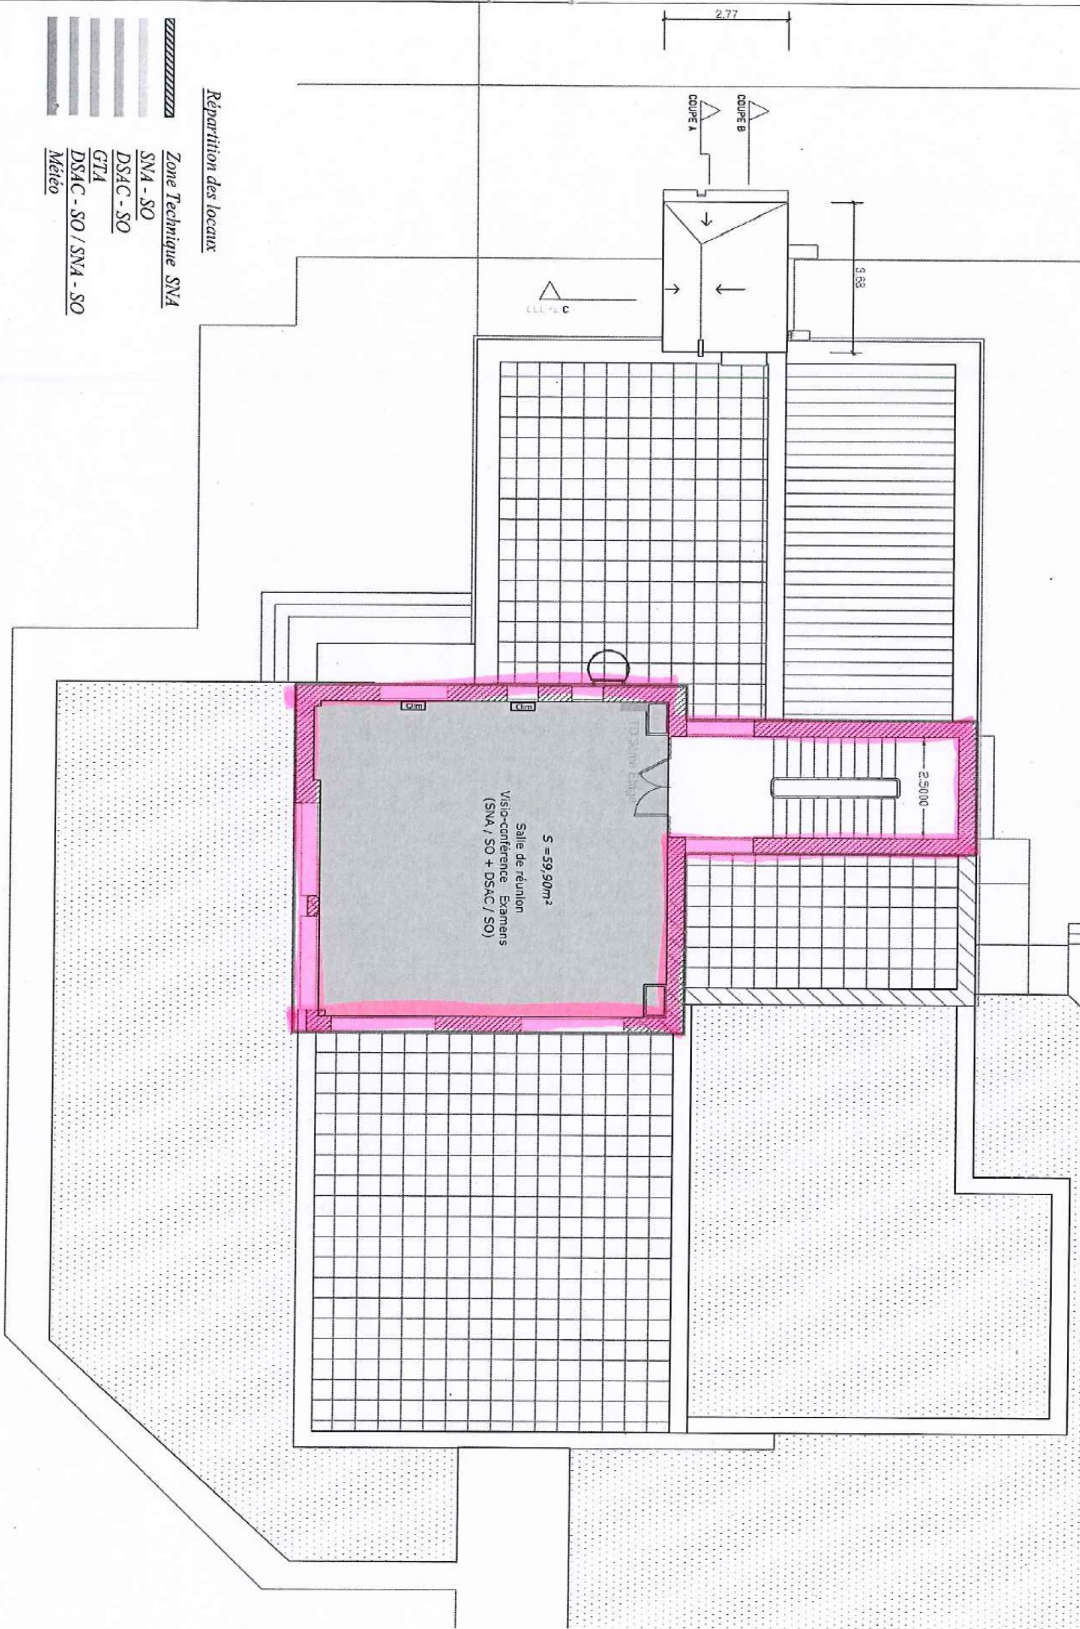 Répartition des locaux
Zone Technique SNA
SNA - SO
DSAC - SO
GTA
DSAC - SO / SNA - SO
Météo
2.77
COUPE A
COUPE B
3.68
C
Clim
Clim
2.5000
S =59,90m²
Salle de réunion
Visio-conférence Examens
(SNA / SO + DSAC / SO)